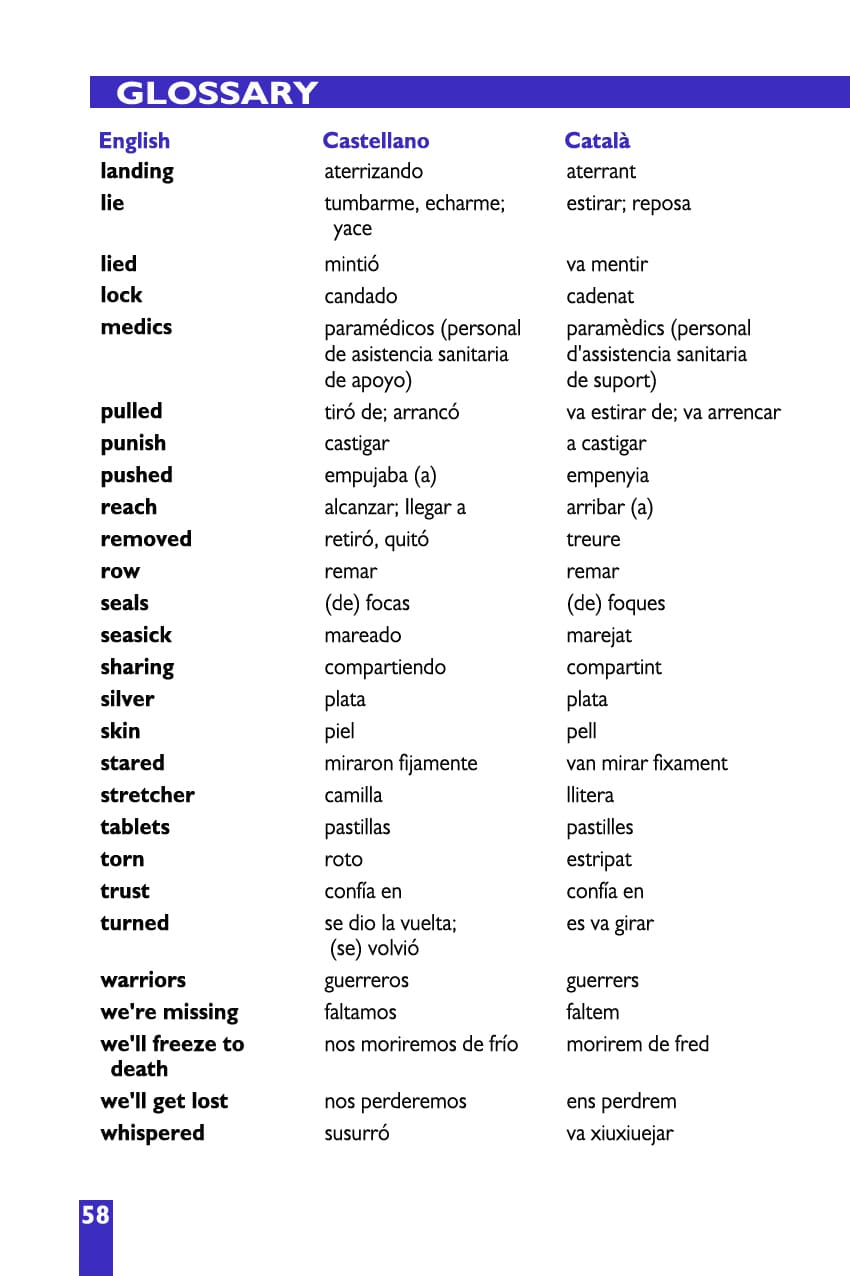 GLOSSARY
English Castellano Català
landing aterrizando aterrant
lie tumbarme, echarme; estirar; reposa
yace
lied mintió va mentir
lock candado cadenat
medics paramédicos (personal paramèdics (personal
de asistencia sanitaria d'assistencia sanitaria
de apoyo) de suport)
pulled tiró de; arrancó va estirar de; va arrencar
punish castigar a castigar
pushed empujaba (a) empenyia
reach alcanzar; llegar a arribar (a)
removed retiró, quitó treure
row remar remar
seals (de) focas (de) foques
seasick mareado marejat
sharing compartiendo compartint
silver plata plata
skin piel pell
stared miraron fijamente van mirar fixament
stretcher camilla llitera
tablets pastillas pastilles
torn roto estripat
trust confía en confía en
turned se dio la vuelta; es va girar
(se) volvió
warriors guerreros guerrers
we're missing faltamos faltem
we'll freeze to nos moriremos de frío morirem de fred
death
we'll get lost nos perderemos ens perdrem
whispered susurró va xiuxiuejar
58